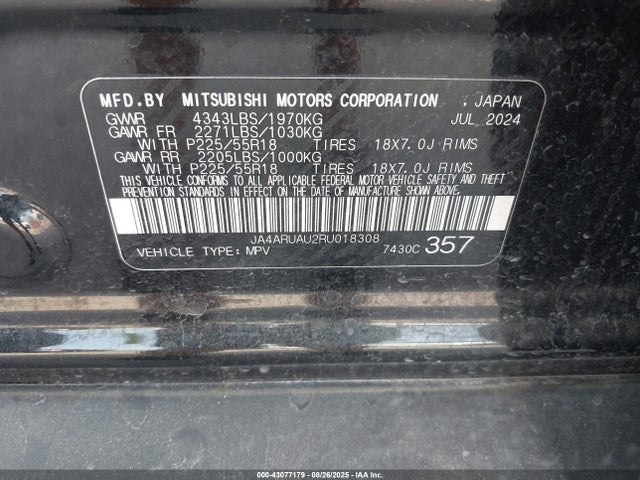 MFD.BY MITSUBISHI MOTORS CORPORATION , JAPAN
GVWR 4343LBS/1970KG JUL 2024
GAWR FR 2271LBS/1030KG
WITH P225/55R18 TIRES 18X7.0J RIMS
GAWR RR 2205LBS/1000KG
WITH P225/55R18 TIRES 18X7.0J RIMS
THIS VEHICLE CONFORMS TO ALL APPLICABLE FEDERAL MOTOR VEHICLE SAFETY AND THEFT
PREVENTION STANDARDS IN EFFECT ON THE DATE OF MANUFACTURE SHOWN ABOVE.
JA4ARUAU2RU018308
VEHICLE TYPE: MPV 7430C 357
000-43077179 08/26/2025 IAAHC